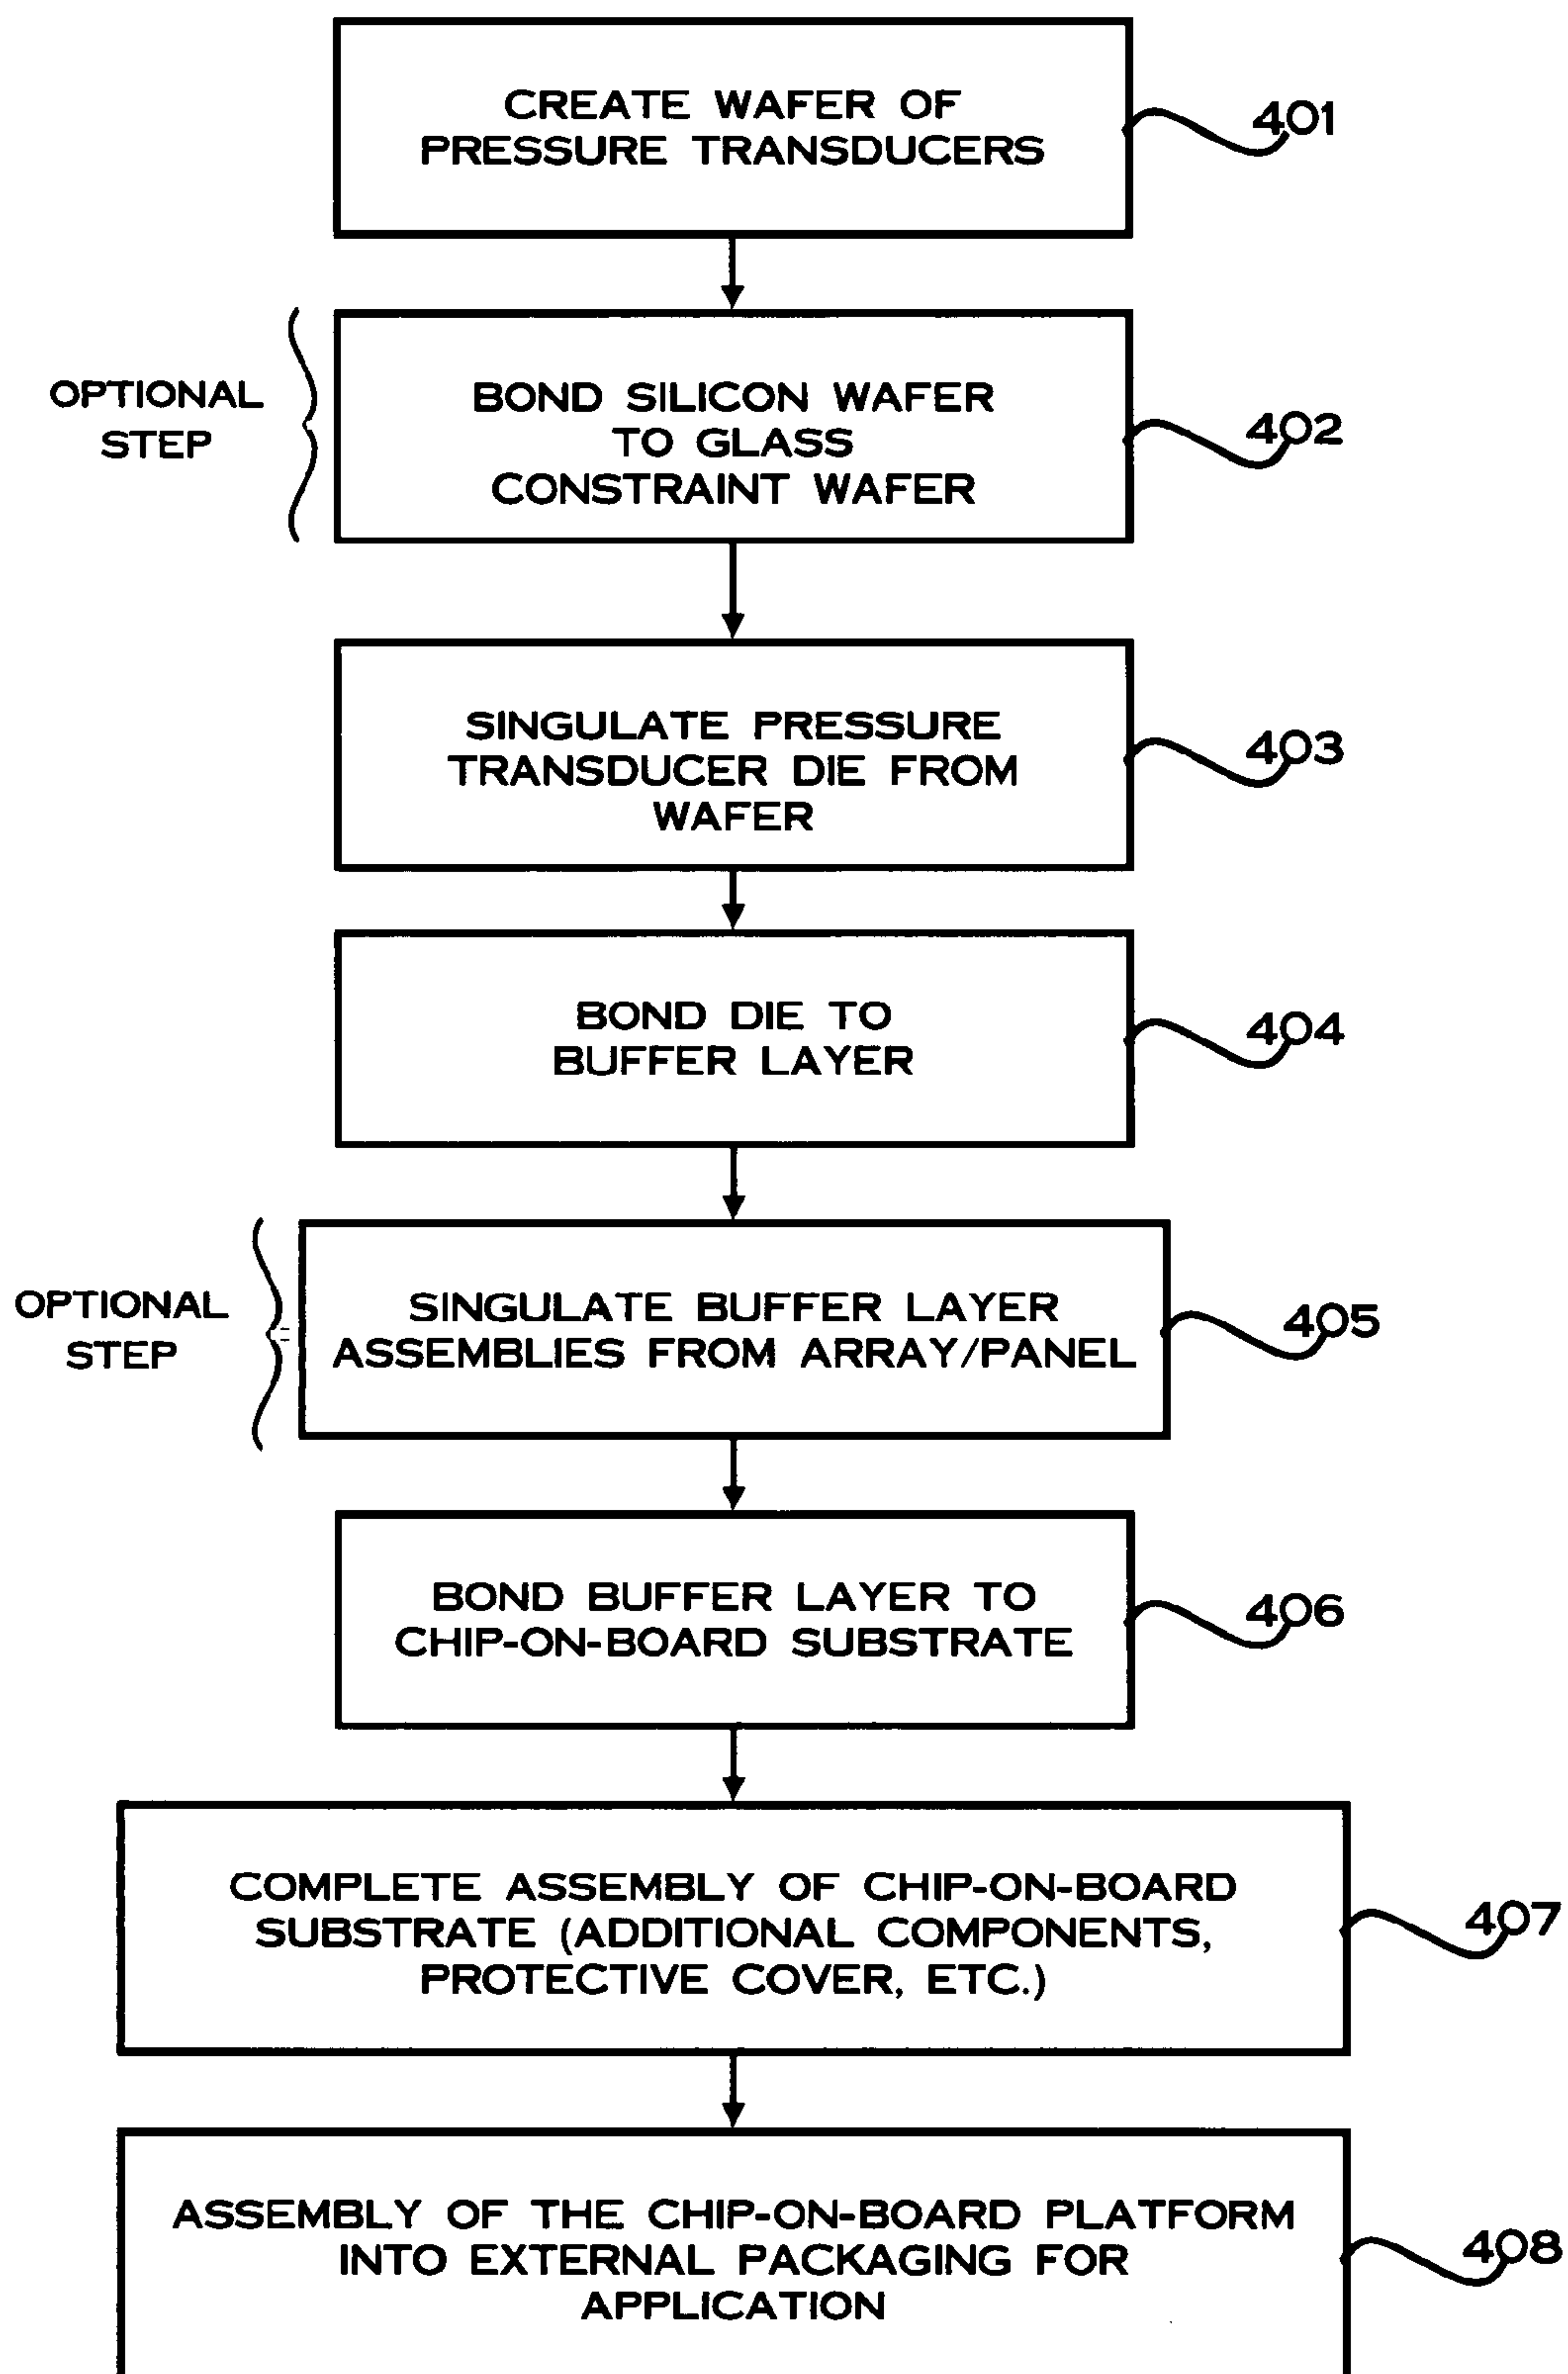 CREATE WAFER OF
PRESSURE TRANSDUCERS
401
OPTIONAL
STEP
BOND SILICON WAFER
TO GLASS
CONSTRAINT WAFER
402
SINGULATE PRESSURE
TRANSDUCER DIE FROM
WAFER
403
BOND DIE TO
BUFFER LAYER
404
OPTIONAL
STEP
SINGULATE BUFFER LAYER
ASSEMBLIES FROM ARRAY/PANEL
405
BOND BUFFER LAYER TO
CHIP-ON-BOARD SUBSTRATE
406
COMPLETE ASSEMBLY OF CHIP-ON-BOARD
SUBSTRATE (ADDITIONAL COMPONENTS,
PROTECTIVE COVER, ETC.)
407
ASSEMBLY OF THE CHIP-ON-BOARD PLATFORM
INTO EXTERNAL PACKAGING FOR
APPLICATION
408